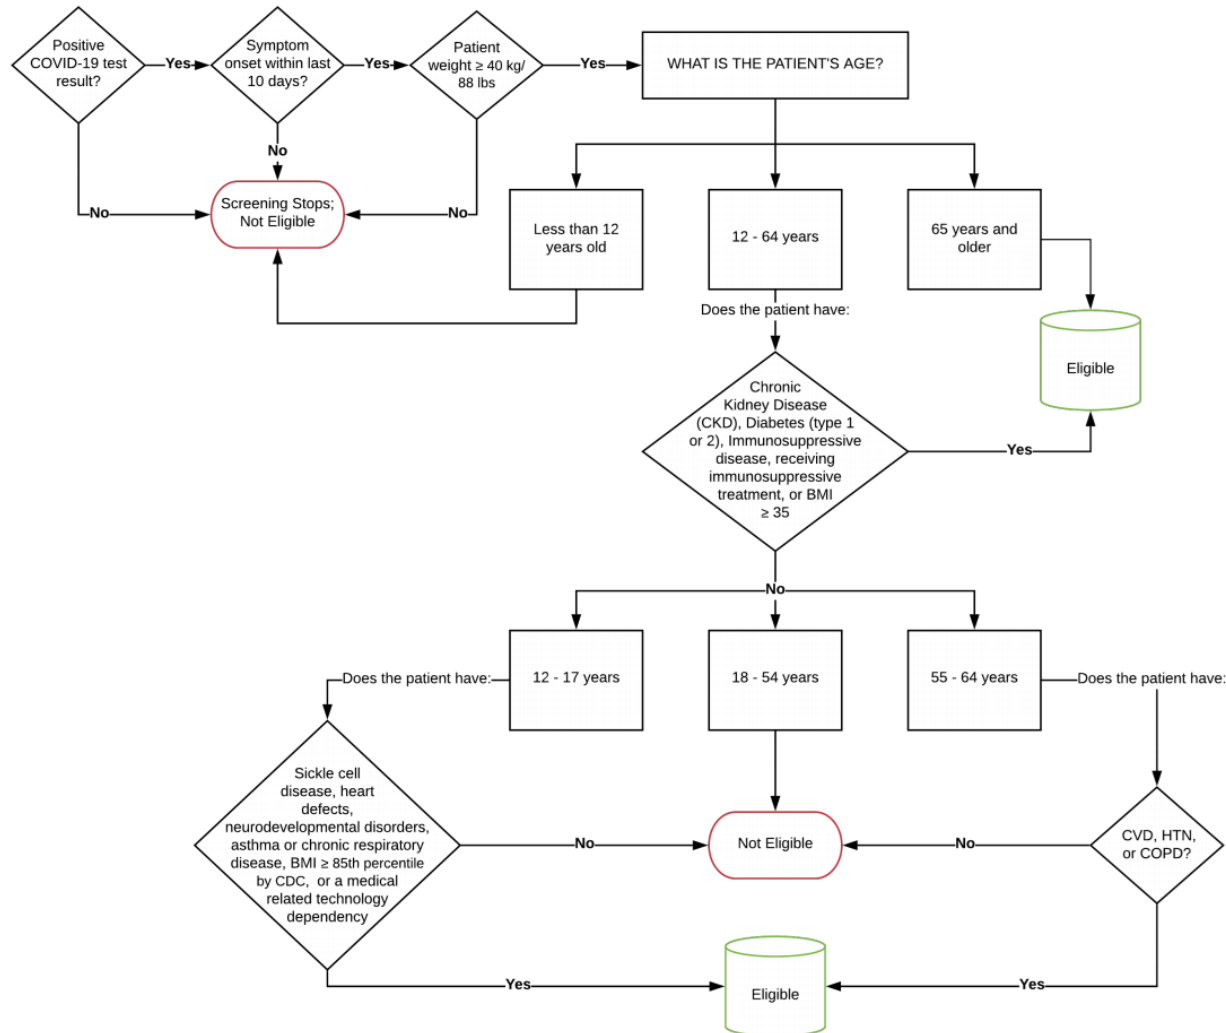 Positive
COVID-19 test
result?
Yes
Symptom
onset within last
10 days?
Yes
Patient
weight ≥ 40 kg/
88 lbs
Yes
WHAT IS THE PATIENT'S AGE?
No
No
No
Screening Stops;
Not Eligible
Less than 12
years old
12 - 64 years
65 years and
older
Does the patient have:
Eligible
Chronic
Kidney Disease
(CKD), Diabetes (type 1
or 2), Immunosuppressive
disease, receiving
immunosuppressive
treatment, or BMI
≥ 35
Yes
No
12 - 17 years
18 - 54 years
55 - 64 years
Does the patient have:
Does the patient have:
Sickle cell
disease, heart
defects,
neurodevelopmental disorders,
asthma or chronic respiratory
disease, BMI ≥ 85th percentile
by CDC, or a medical
related technology
dependency
No
Not Eligible
No
CVD, HTN,
or COPD?
Yes
Eligible
Yes